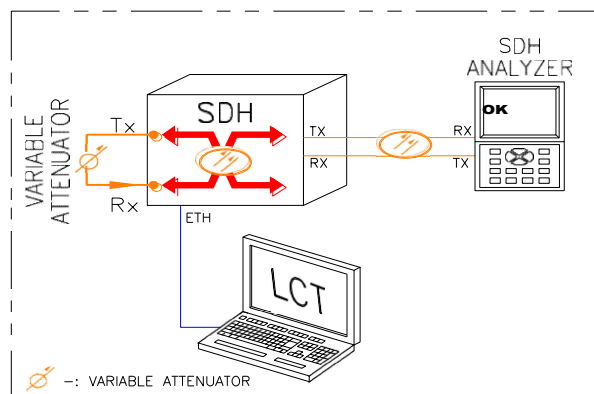 SDH
ANALYZER
OK
SDH
VARIABLE
ATTENUATOR
Tx
Rx
TX
RX
RX
TX
ETH
LCT
-: VARIABLE ATTENUATOR